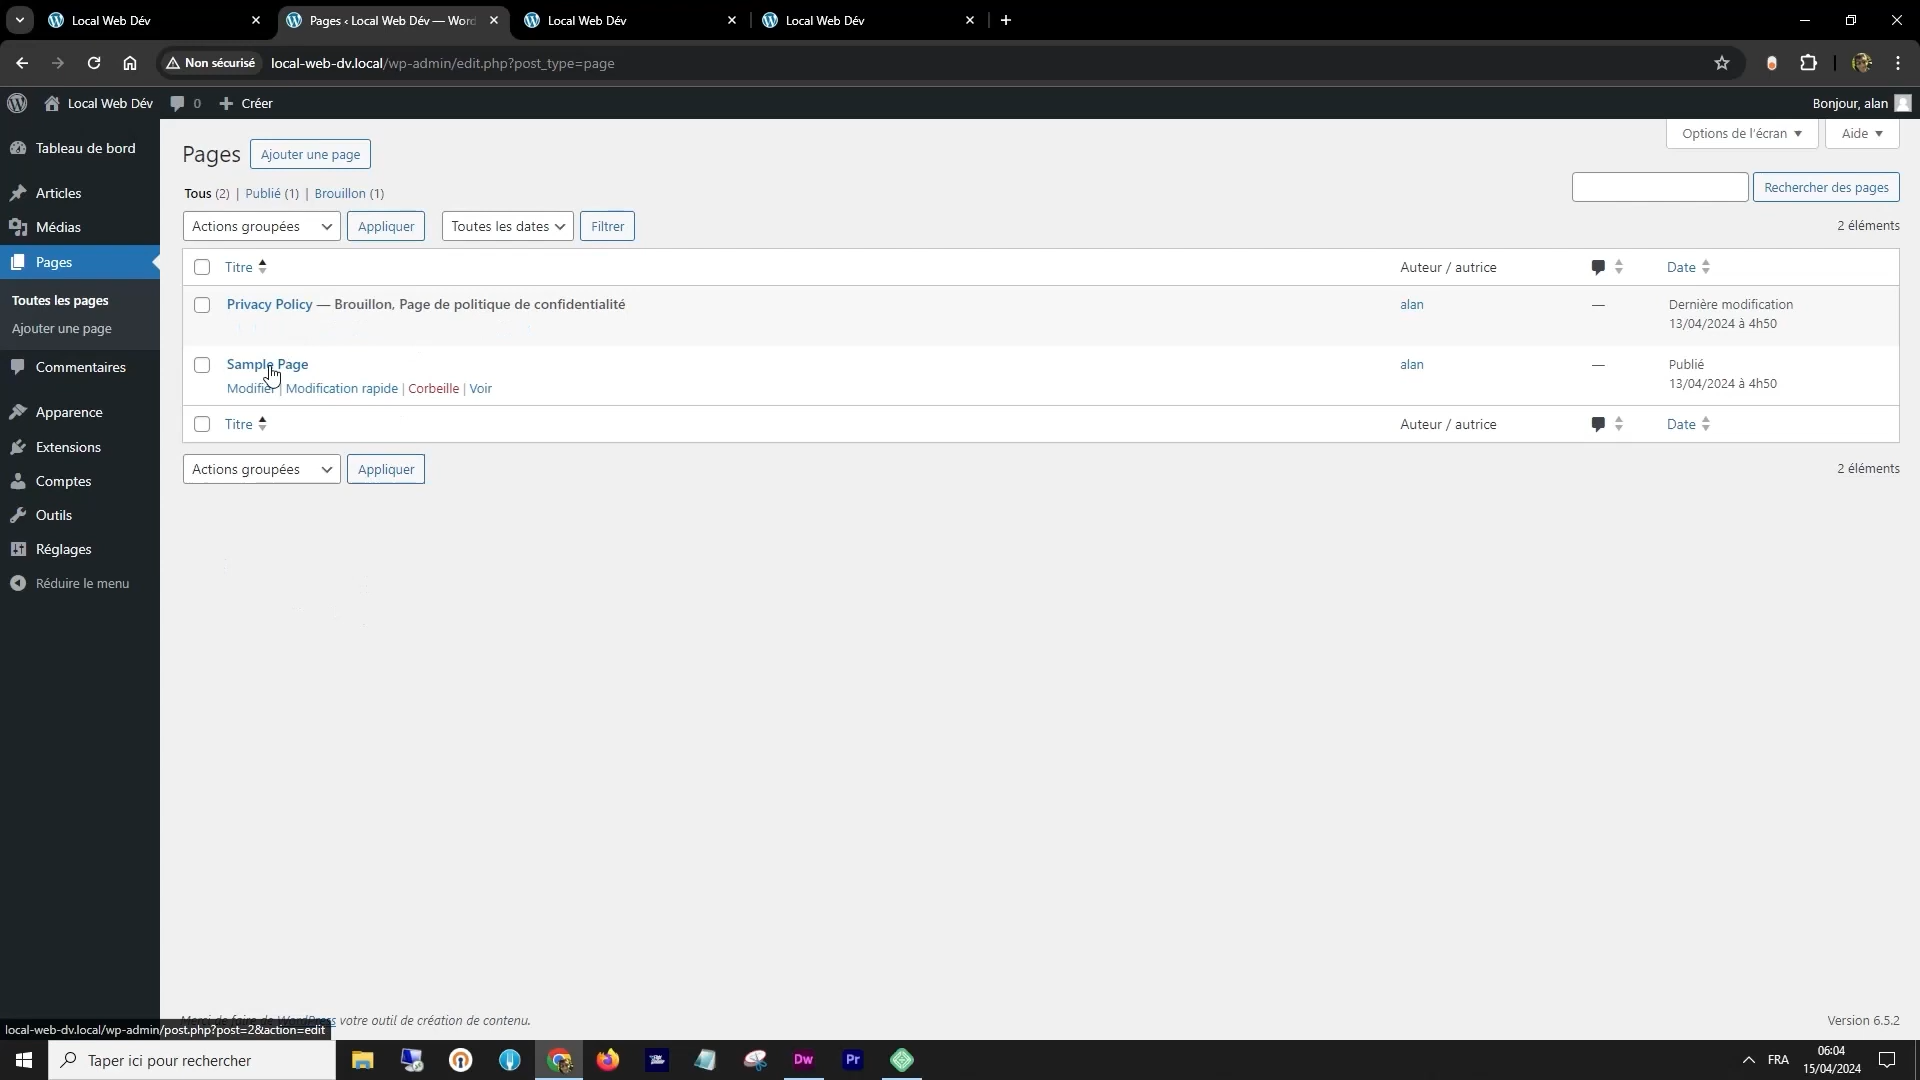 Local Web Dév
Pages ‹ Local Web Dév — Word
Local Web Dév
Local Web Dév
Non sécurisé
local-web-dv.local/wp-admin/edit.php?post_type=page
Local Web Dév
0
Créer
Bonjour, alan
Tableau de bord
Articles
Médias
Pages
Toutes les pages
Ajouter une page
Commentaires
Apparence
Extensions
Comptes
Outils
Réglages
Réduire le menu
Options de l'écran
Aide
Pages
Ajouter une page
Tous (2) | Publié (1) | Brouillon (1)
Rechercher des pages
Actions groupées
Appliquer
Toutes les dates
Filtrer
2 éléments
Titre
Auteur / autrice
Date
Privacy Policy — Brouillon, Page de politique de confidentialité
alan
—
Dernière modification
13/04/2024 à 4h50
Sample Page
Modifier | Modification rapide | Corbeille | Voir
alan
—
Publié
13/04/2024 à 4h50
Titre
Auteur / autrice
Date
Actions groupées
Appliquer
2 éléments
Merci de faire de WordPress votre outil de création de contenu.
Version 6.5.2
local-web-dv.local/wp-admin/post.php?post=2&action=edit
Taper ici pour rechercher
Dw
Pr
FRA
06:04
15/04/2024